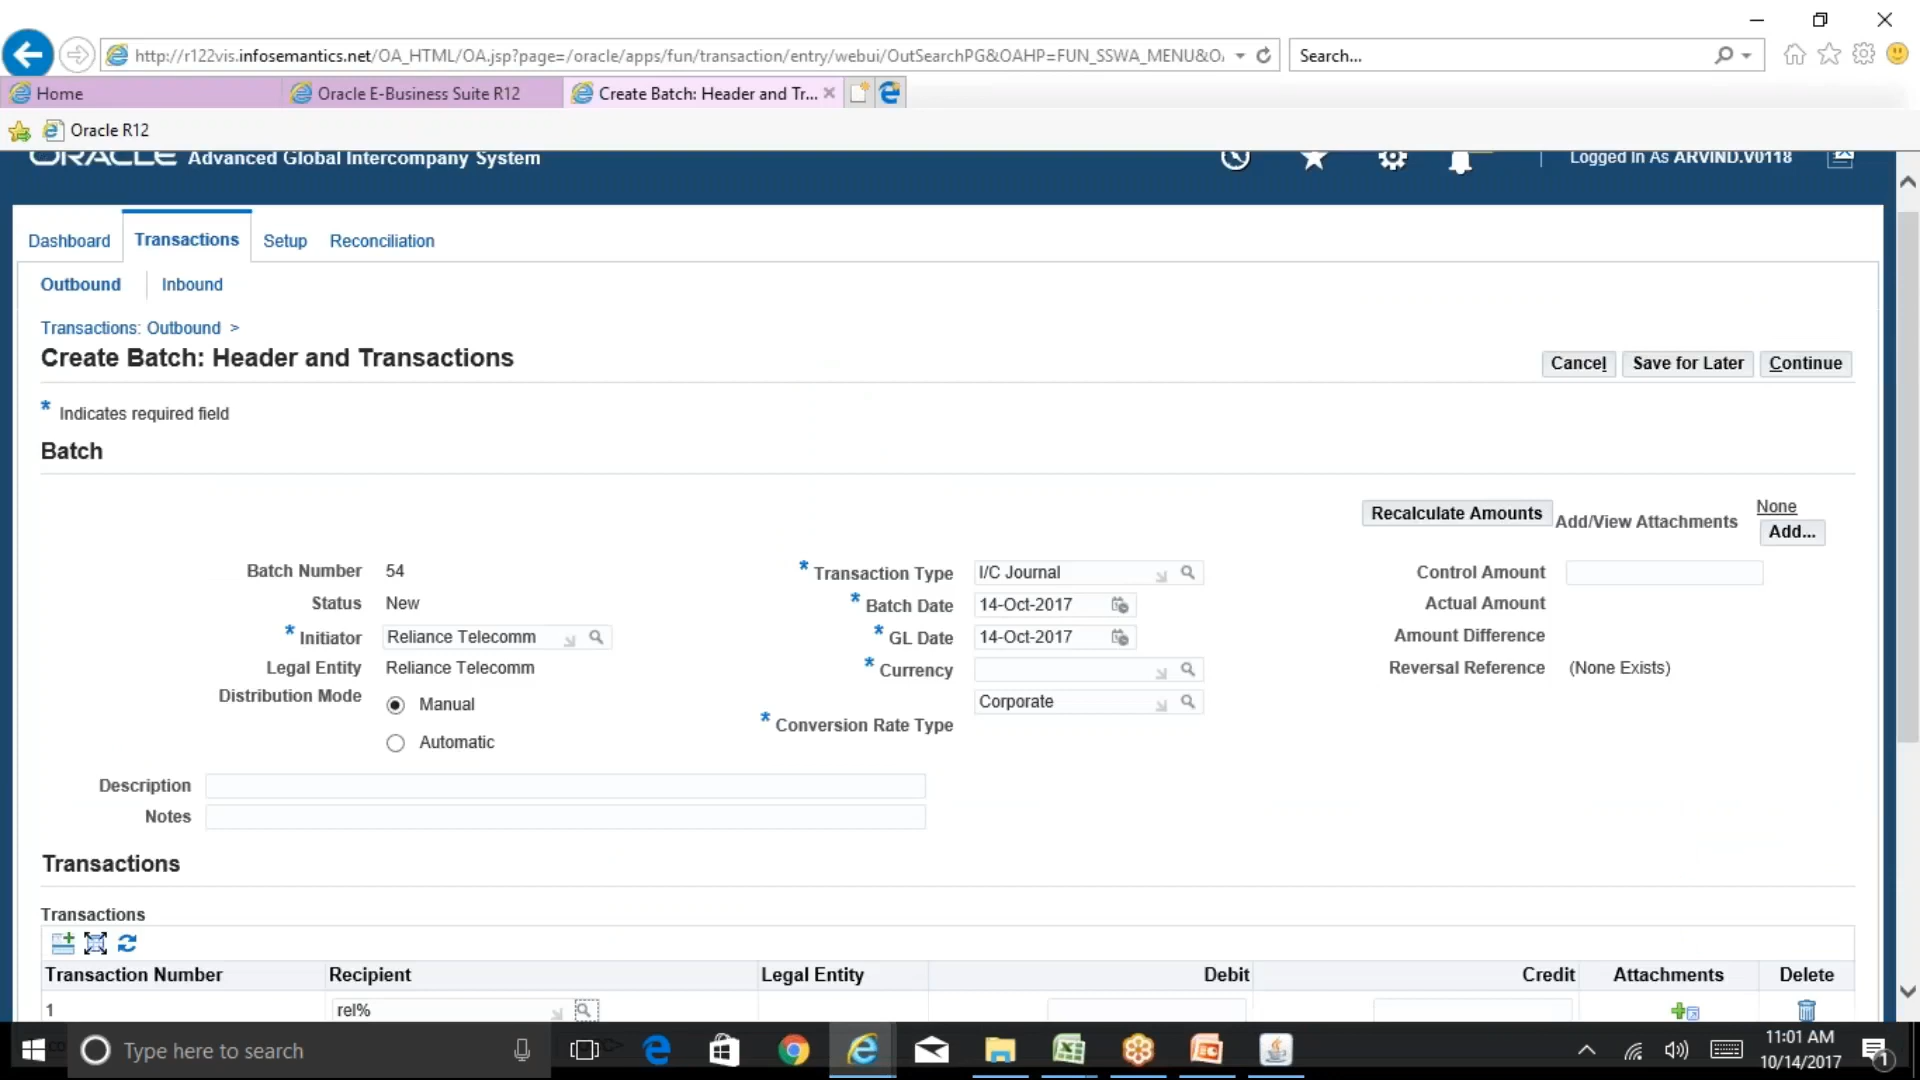 http://r122vis.infosemantics.net/OA_HTML/OA.jsp?page=/oracle/apps/fun/transaction/entry/webui/OutSearchPG&OAHP=FUN_SSWA_MENU&O
Search...
Home
Oracle E-Business Suite R12
Create Batch: Header and Tr...
Oracle R12
ORACLE Advanced Global Intercompany System
Logged In As ARVIND.V0118
Dashboard
Transactions
Setup
Reconciliation
Outbound
Inbound
Transactions: Outbound >
Create Batch: Header and Transactions
Cancel
Save for Later
Continue
* Indicates required field
Batch
Recalculate Amounts
Add/View Attachments
None
Add...
Batch Number 54
Status New
* Initiator Reliance Telecomm
Legal Entity Reliance Telecomm
Distribution Mode
Manual
Automatic
* Transaction Type I/C Journal
* Batch Date 14-Oct-2017
* GL Date 14-Oct-2017
* Currency
Corporate
* Conversion Rate Type
Control Amount
Actual Amount
Amount Difference
Reversal Reference (None Exists)
Description
Notes
Transactions
Transactions
Transaction Number Recipient Legal Entity Debit Credit Attachments Delete
1 rel%
Type here to search
11:01 AM
10/14/2017
1